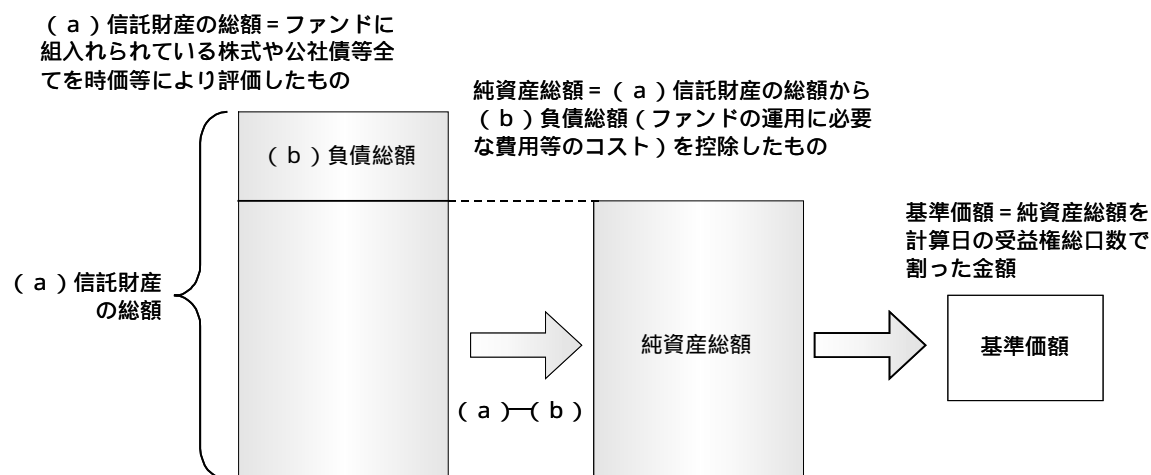 (a)信託財産の総額=ファンドに
組入れられている株式や公社債等全
てを時価等により評価したもの
純資産総額=(a)信託財産の総額から
(b)負債総額(ファンドの運用に必要
な費用等のコスト)を控除したもの
(b)負債総額
基準価額=純資産総額を
計算日の受益権総口数で
割った金額
(a)信託財産
の総額
純資産総額
基準価額
(a)-(b)